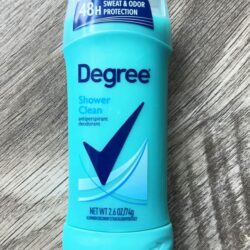 48H SWEAT & ODOR
PROTECTION
Degree
Shower
Clean
antiperspirant
deodorant
NET WT 2.6 OZ/74g